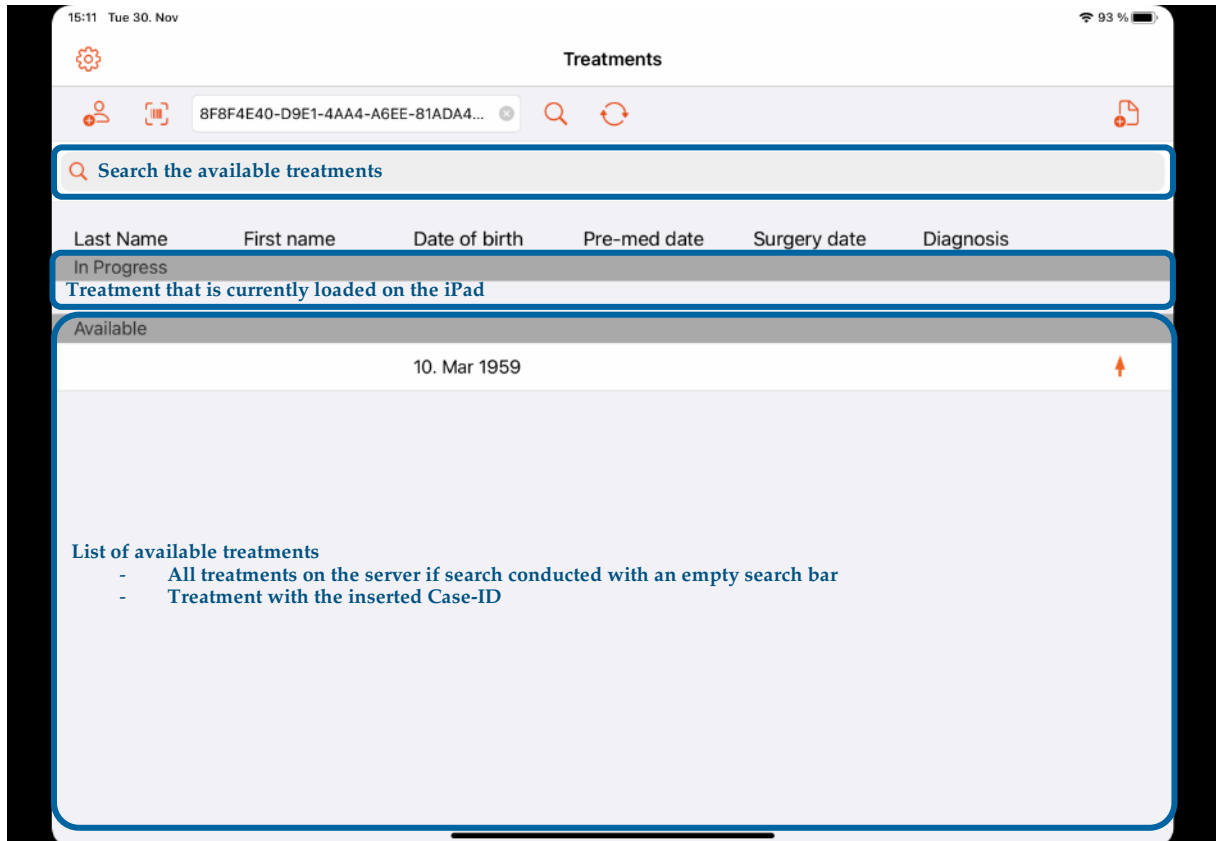 15:11 Tue 30. Nov 93 %
Treatments
8F8F4E40-D9E1-4AA4-A6EE-81ADA4...
Search the available treatments
Last Name First name Date of birth Pre-med date Surgery date Diagnosis
In Progress
Treatment that is currently loaded on the iPad
Available
10. Mar 1959
List of available treatments
- All treatments on the server if search conducted with an empty search bar
- Treatment with the inserted Case-ID